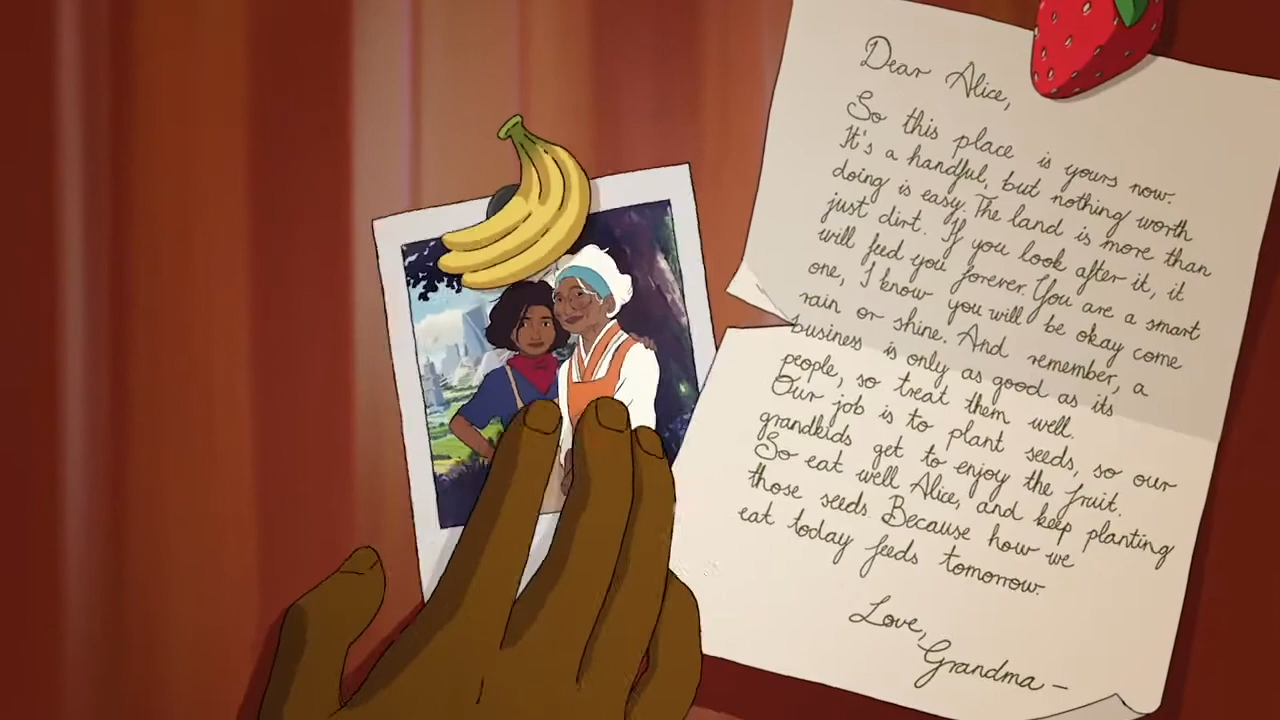 Dear Alice,
So this place is yours now.
It's a handful, but nothing worth
doing is easy. The land is more than
just dirt. If you look after it, it
will feed you forever. You are a smart
one, I know you will be okay come
rain or shine. And remember, a
business is only as good as its
people, so treat them well.
Our job is to plant seeds, so our
grandkids get to enjoy the fruit.
So eat well Alice, and keep planting
those seeds. Because how we
eat today feeds tomorrow.
Love,
Grandma -